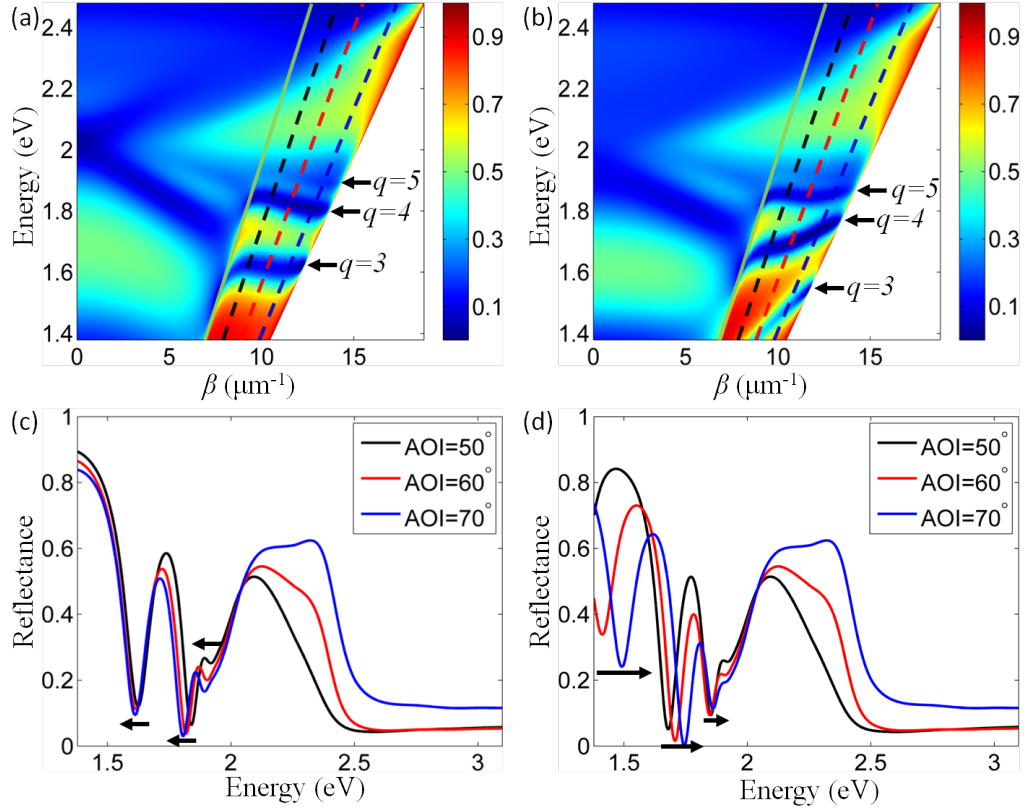 (a)
Energy (eV)
2.4
2.2
2
1.8
1.6
1.4
0 5 10 15
β (μm⁻¹)
q=5
q=4
q=3
0.9
0.7
0.5
0.3
0.1
(b)
Energy (eV)
2.4
2.2
2
1.8
1.6
1.4
0 5 10 15
β (μm⁻¹)
q=5
q=4
q=3
0.9
0.7
0.5
0.3
0.1
(c)
Reflectance
1
0.8
0.6
0.4
0.2
0
1.5 2 2.5 3
Energy (eV)
AOI=50°
AOI=60°
AOI=70°
(d)
Reflectance
1
0.8
0.6
0.4
0.2
0
1.5 2 2.5 3
Energy (eV)
AOI=50°
AOI=60°
AOI=70°